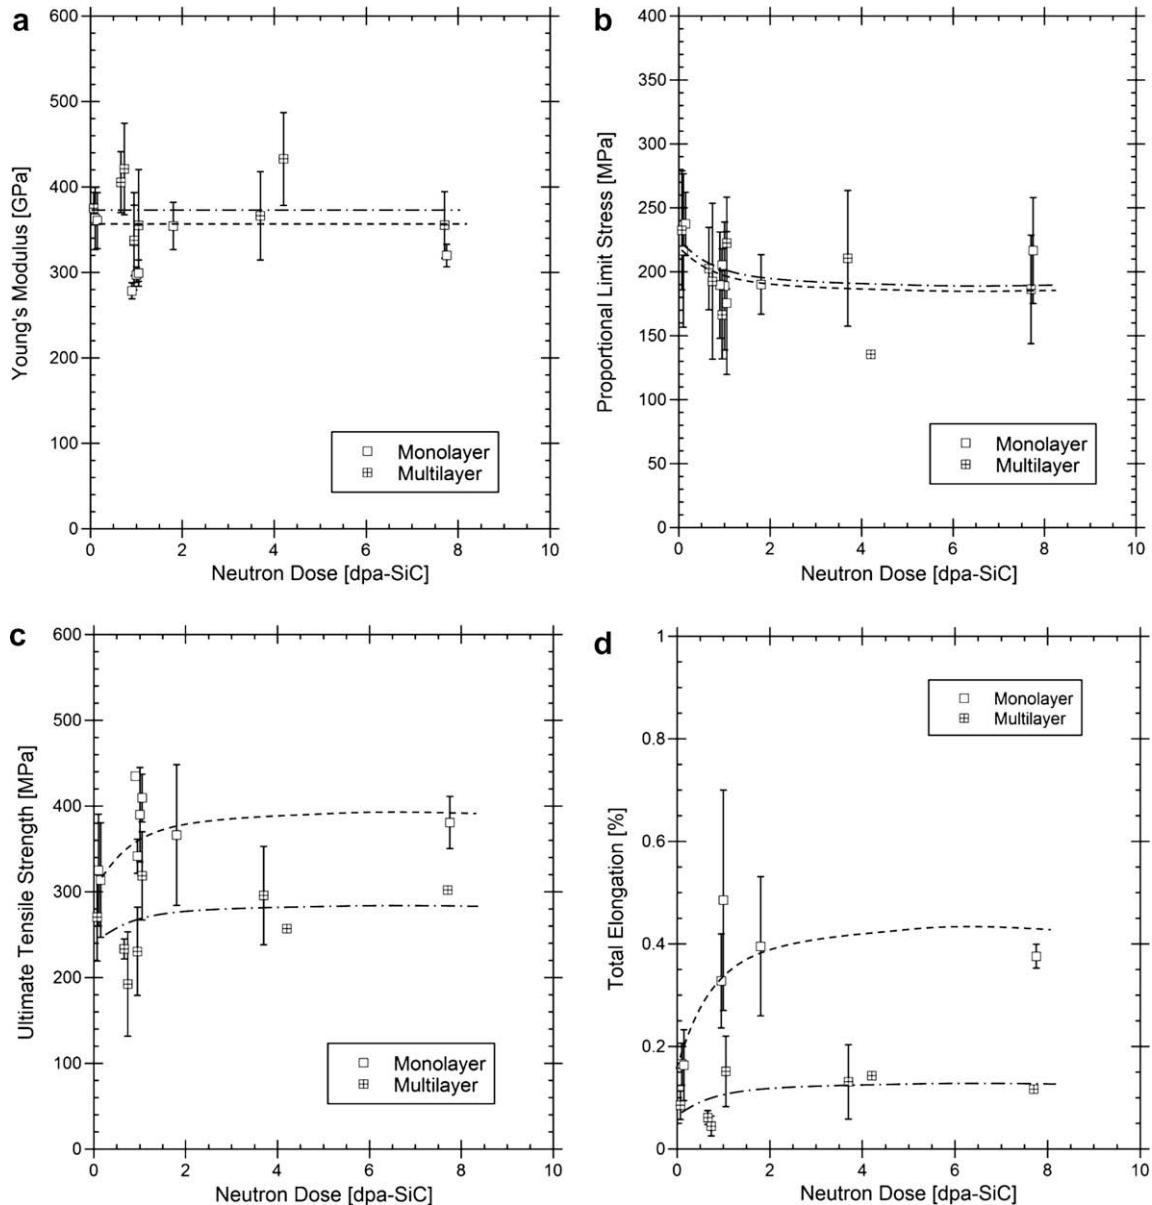 a
600
500
400
300
200
100
0
Young's Modulus [GPa]
Monolayer
Multilayer
0 2 4 6 8 10
Neutron Dose [dpa-SiC]
b
400
350
300
250
200
150
100
50
0
Proportional Limit Stress [MPa]
Monolayer
Multilayer
0 2 4 6 8 10
Neutron Dose [dpa-SiC]
c
600
500
400
300
200
100
0
Ultimate Tensile Strength [MPa]
Monolayer
Multilayer
0 2 4 6 8 10
Neutron Dose [dpa-SiC]
d
1
0.8
0.6
0.4
0.2
0
Total Elongation [%]
Monolayer
Multilayer
0 2 4 6 8 10
Neutron Dose [dpa-SiC]